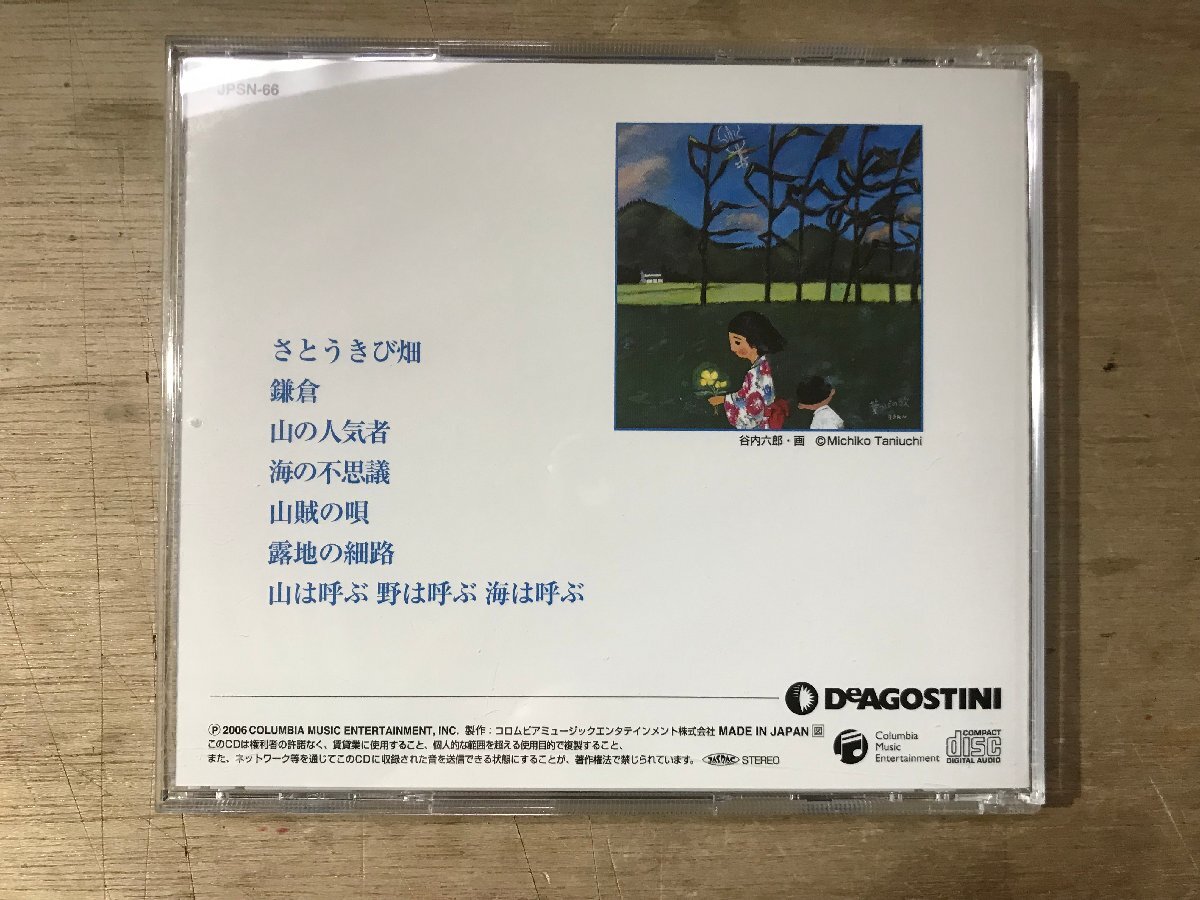 JPSN-66
さとうきび畑
鎌倉
山の人気者
海の不思議
山賊の唄
露地の細路
山は呼ぶ 野は呼ぶ 海は呼ぶ
谷内六郎・画 ©Michiko Taniuchi
DeAGOSTINI
Ⓟ2006 COLUMBIA MUSIC ENTERTAINMENT, INC. 製作：コロムビアミュージックエンタテインメント株式会社 MADE IN JAPAN 図
このCDは権利者の許諾なく、賃貸業に使用すること、個人的な範囲を超える使用目的で複製すること、
また、ネットワーク等を通じてこのCDに収録された音を送信できる状態にすることが、著作権法で禁じられています。 JASRAC STEREO
Columbia
Music
Entertainment
COMPACT
disc
DIGITAL AUDIO